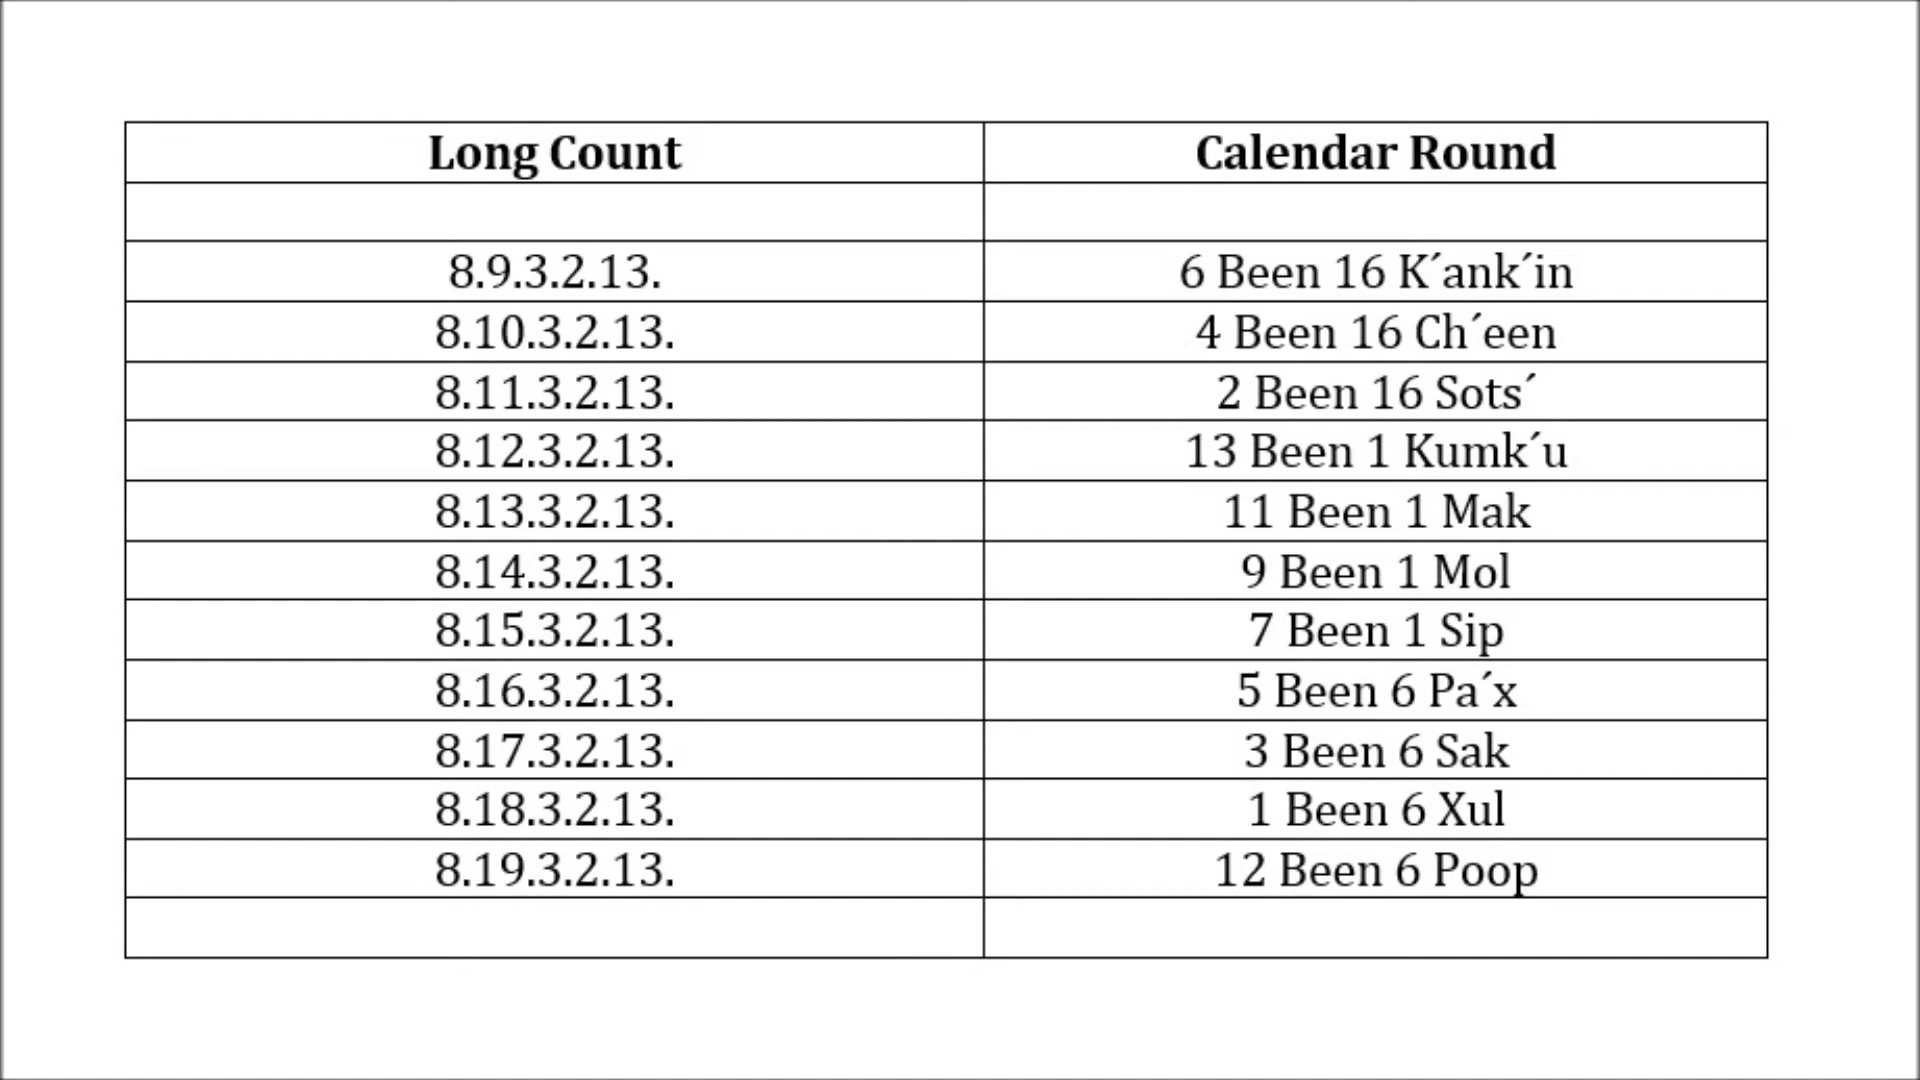 Long Count Calendar Round
8.9.3.2.13. 6 Been 16 K´ank´in
8.10.3.2.13. 4 Been 16 Ch´een
8.11.3.2.13. 2 Been 16 Sots´
8.12.3.2.13. 13 Been 1 Kumk´u
8.13.3.2.13. 11 Been 1 Mak
8.14.3.2.13. 9 Been 1 Mol
8.15.3.2.13. 7 Been 1 Sip
8.16.3.2.13. 5 Been 6 Pa´x
8.17.3.2.13. 3 Been 6 Sak
8.18.3.2.13. 1 Been 6 Xul
8.19.3.2.13. 12 Been 6 Poop